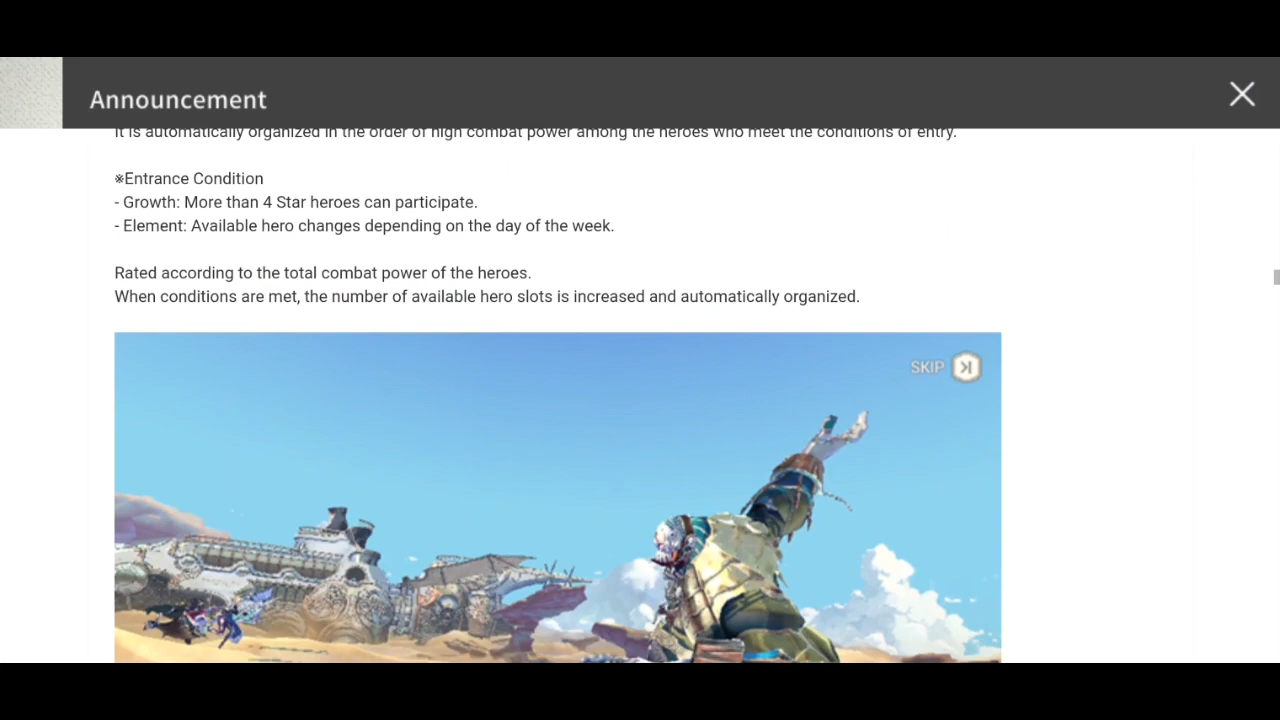 Announcement
It is automatically organized in the order of high combat power among the heroes who meet the conditions of entry.
※Entrance Condition
- Growth: More than 4 Star heroes can participate.
- Element: Available hero changes depending on the day of the week.
Rated according to the total combat power of the heroes.
When conditions are met, the number of available hero slots is increased and automatically organized.
SKIP